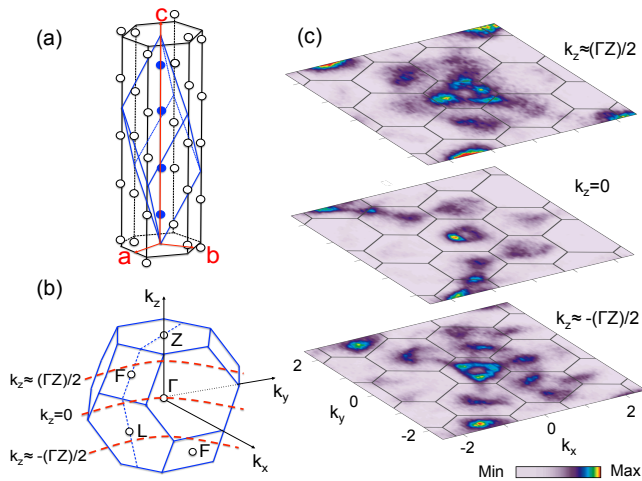 (a)
c
a
b
(b)
k_z
Z
F
Γ
k_y
L
k_x
F
k_z≈ (ΓZ)/2
k_z=0
k_z≈ -(ΓZ)/2
(c)
k_z≈(ΓZ)/2
k_z=0
k_z≈ -(ΓZ)/2
2
0
-2
k_y
-2
0
2
k_x
Min
Max